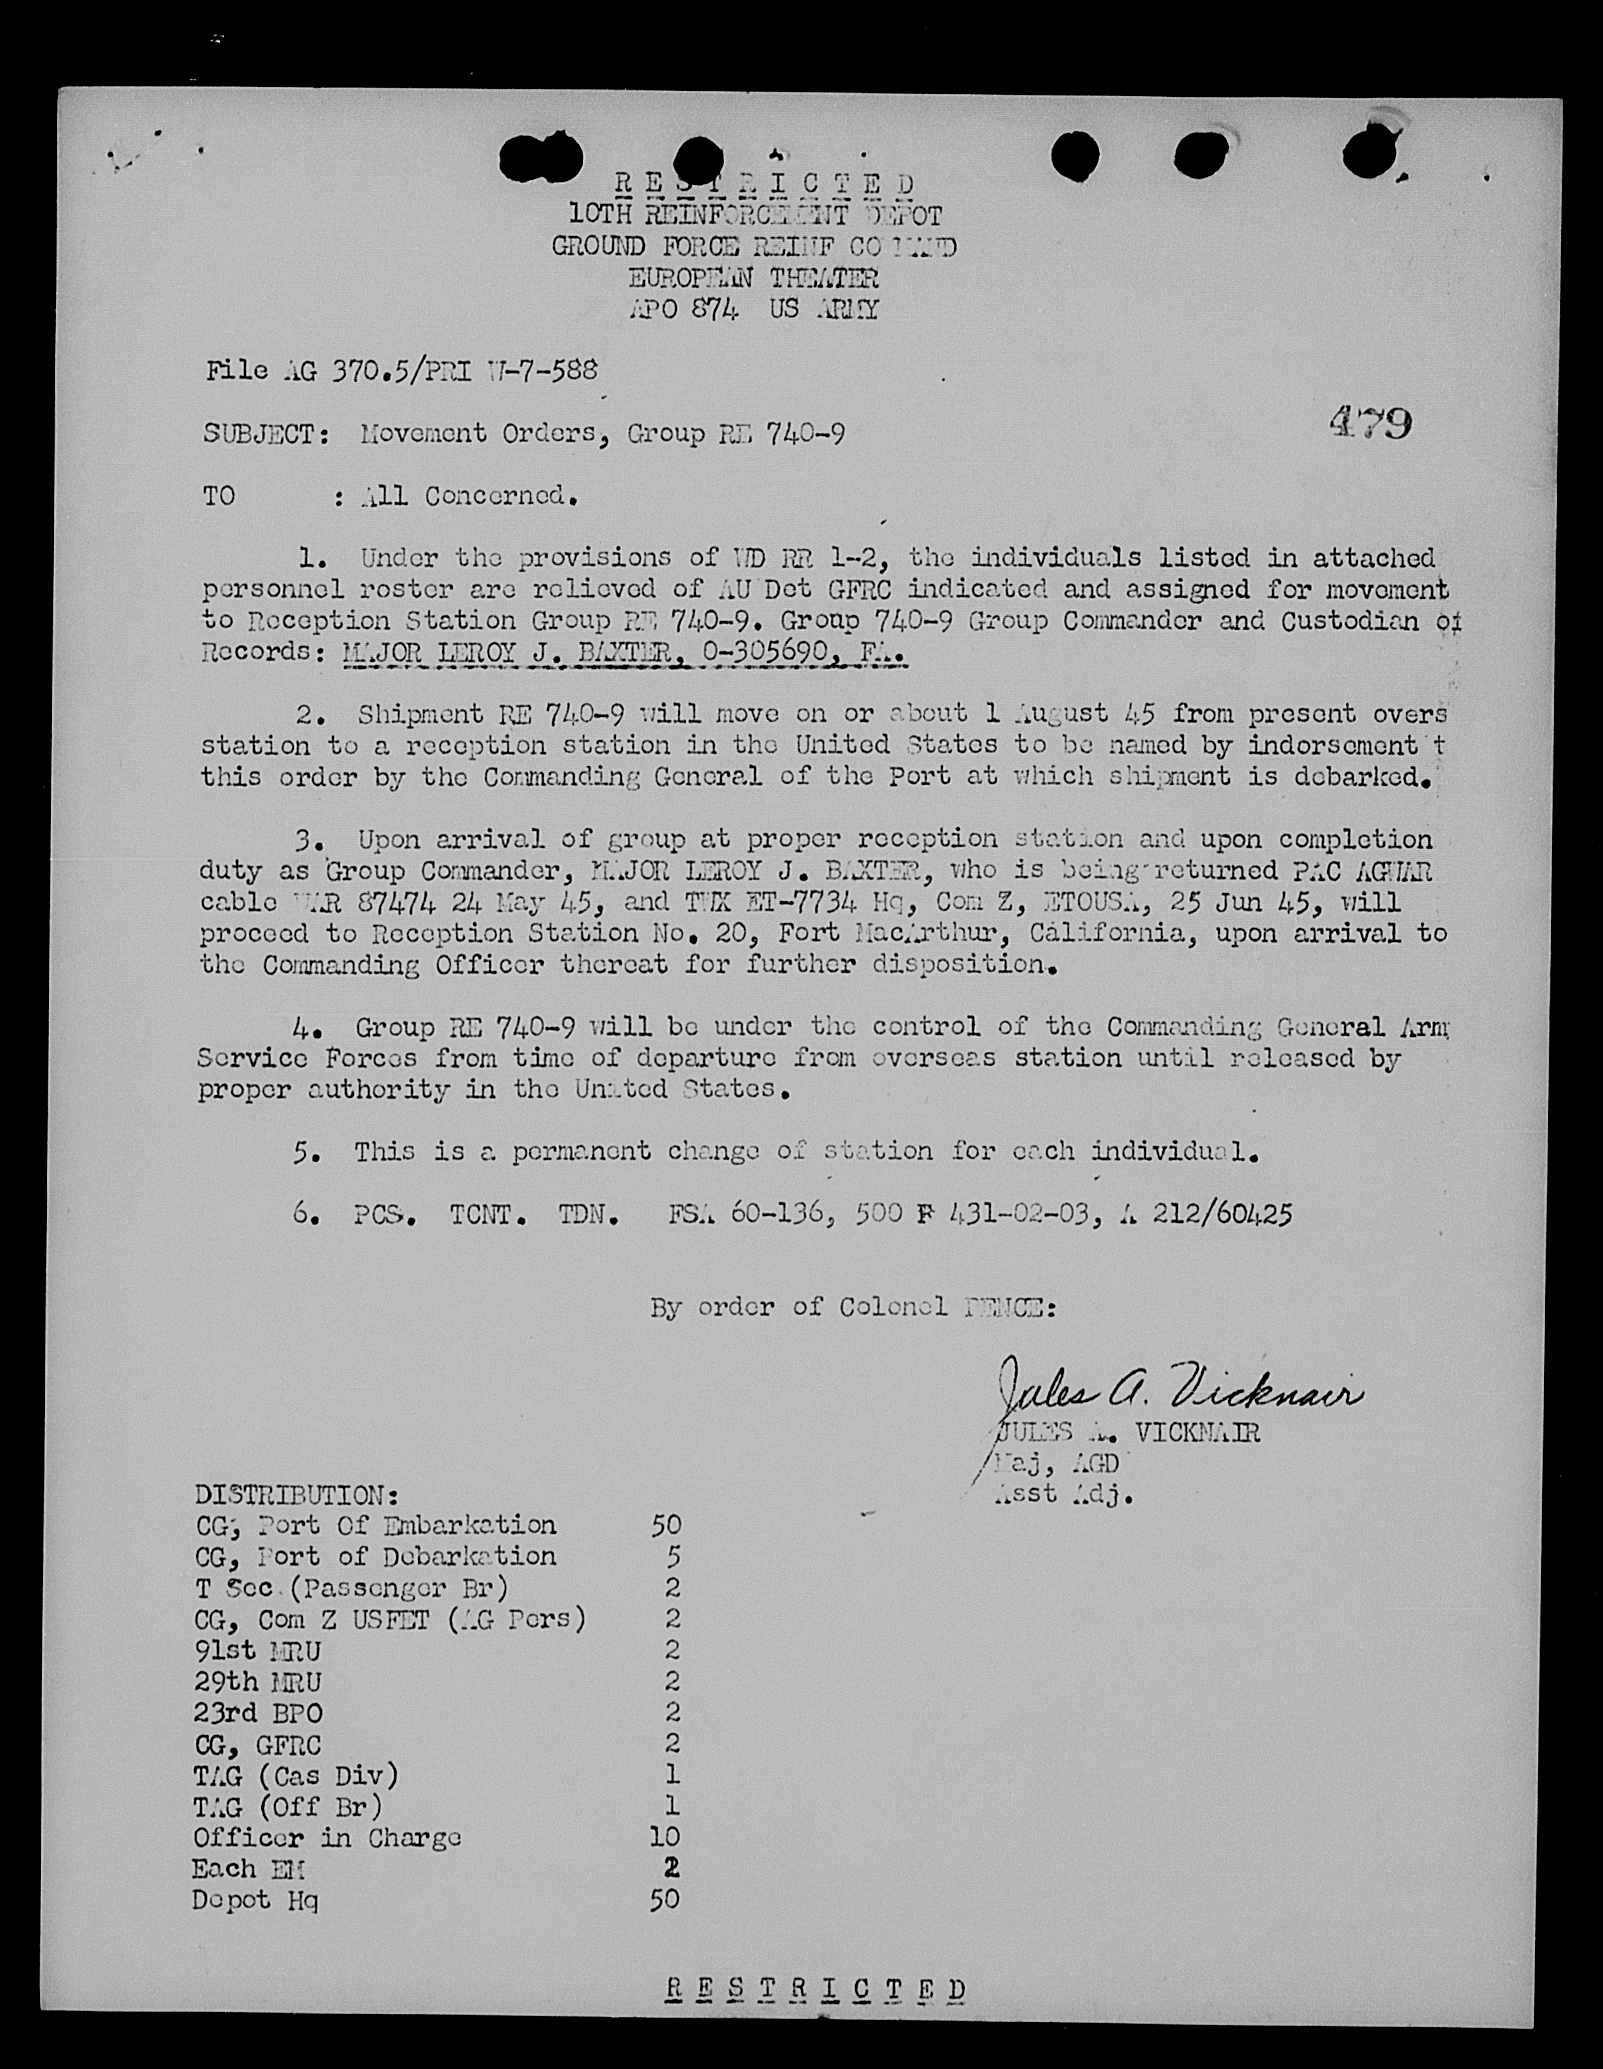 RESTRICTED
10TH REINFORCEMENT DEPOT
GROUND FORCE REINF COMMAND
EUROPEAN THEATER
APO 874 US ARMY
File AG 370.5/PRI W-7-588
479
SUBJECT: Movement Orders, Group RE 740-9
TO : All Concerned.
1. Under the provisions of WD RR 1-2, the individuals listed in attached
personnel roster are relieved of AU Det GFRC indicated and assigned for movement
to Reception Station Group RE 740-9. Group 740-9 Group Commander and Custodian of
Records: MAJOR LEROY J. BAXTER, O-305690, FA.
2. Shipment RE 740-9 will move on or about 1 August 45 from present overs
station to a reception station in the United States to be named by indorsement t
this order by the Commanding General of the Port at which shipment is debarked.
3. Upon arrival of group at proper reception station and upon completion
duty as Group Commander, MAJOR LEROY J. BAXTER, who is being returned PAC AGWAR
cable WAR 87474 24 May 45, and TWX ET-7734 Hq, Com Z, ETOUSA, 25 Jun 45, will
proceed to Reception Station No. 20, Fort MacArthur, California, upon arrival to
the Commanding Officer thereat for further disposition.
4. Group RE 740-9 will be under the control of the Commanding General Army
Service Forces from time of departure from overseas station until released by
proper authority in the United States.
5. This is a permanent change of station for each individual.
6. PCS. TCNT. TDN. FSA 60-136, 500 P 431-02-03, A 212/60425
By order of Colonel PENCE:
Jules A. Vicknair
JULES A. VICKNAIR
Maj, AGD
Asst Adj.
DISTRIBUTION:
CG, Port Of Embarkation 50
CG, Port of Debarkation 5
T Sec (Passenger Br) 2
CG, Com Z USFET (AG Pers) 2
91st MRU 2
29th MRU 2
23rd BPO 2
CG, GFRC 2
TAG (Cas Div) 1
TAG (Off Br) 1
Officer in Charge 10
Each EM 2
Depot Hq 50
RESTRICTED